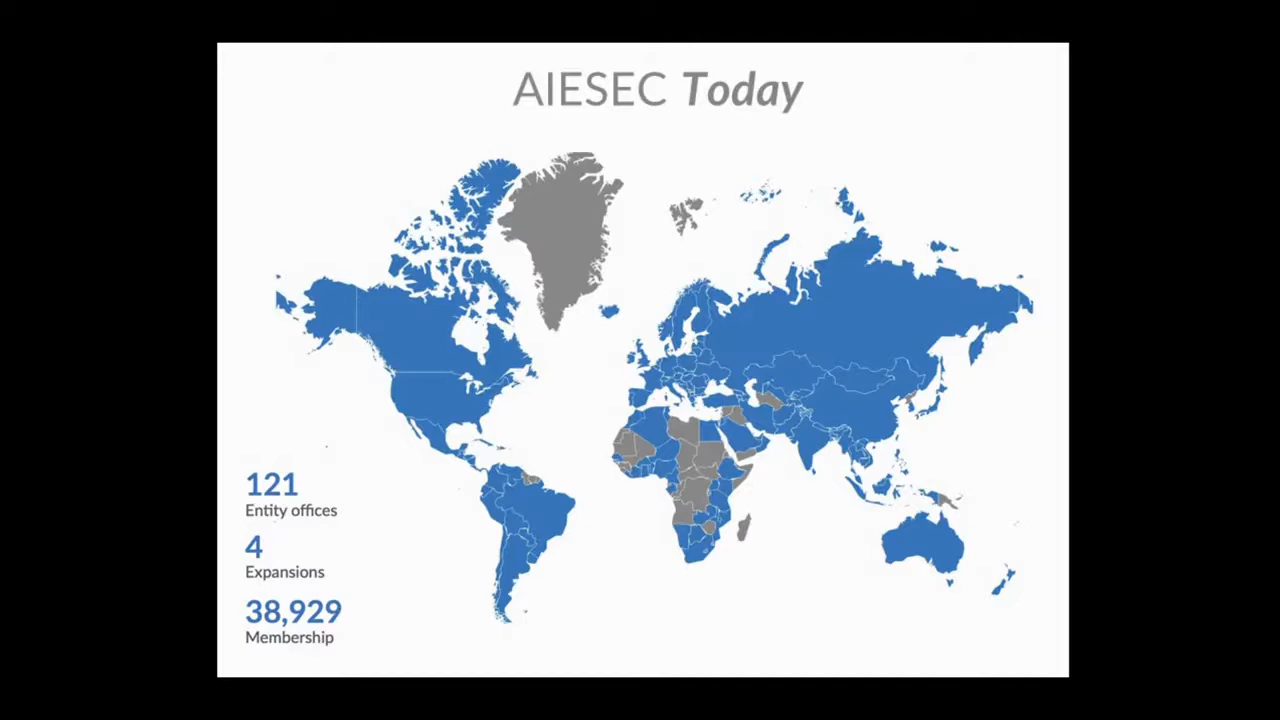 AIESEC Today
121
Entity offices
4
Expansions
38,929
Membership